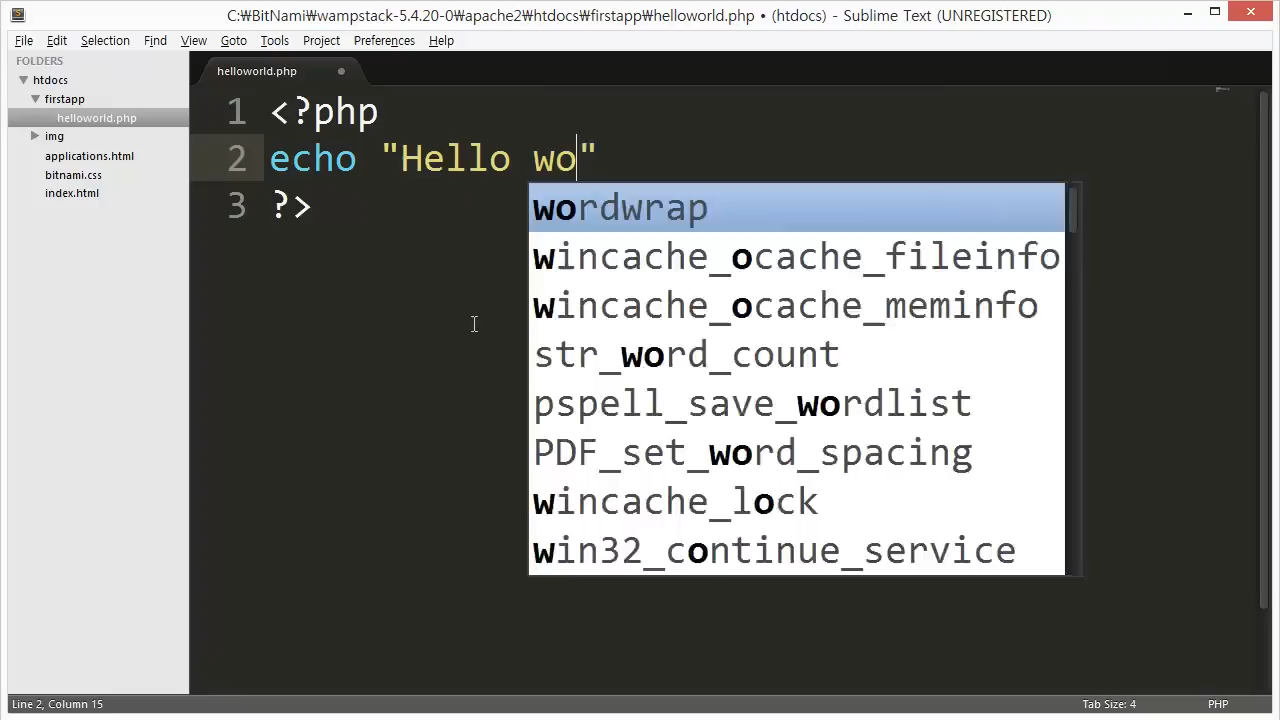 C:₩BitNami₩wampstack-5.4.20-0₩apache2₩htdocs₩firstapp₩helloworld.php • (htdocs) - Sublime Text (UNREGISTERED)
File Edit Selection Find View Goto Tools Project Preferences Help
FOLDERS
htdocs
firstapp
helloworld.php
img
applications.html
bitnami.css
index.html
helloworld.php
1 <?php
2 echo "Hello wo"
3 ?>
wordwrap
wincache_ocache_fileinfo
wincache_ocache_meminfo
str_word_count
pspell_save_wordlist
PDF_set_word_spacing
wincache_lock
win32_continue_service
Line 2, Column 15 Tab Size: 4 PHP